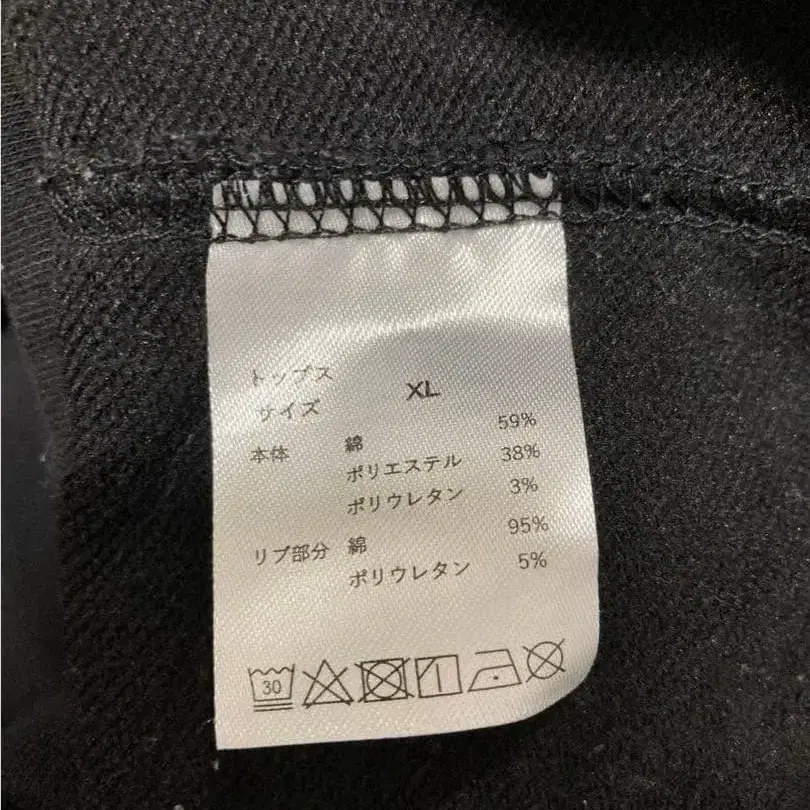 トップス
サイズ XL
本体 綿 59%
ポリエステル 38%
ポリウレタン 3%
リブ部分 綿 95%
ポリウレタン 5%
30